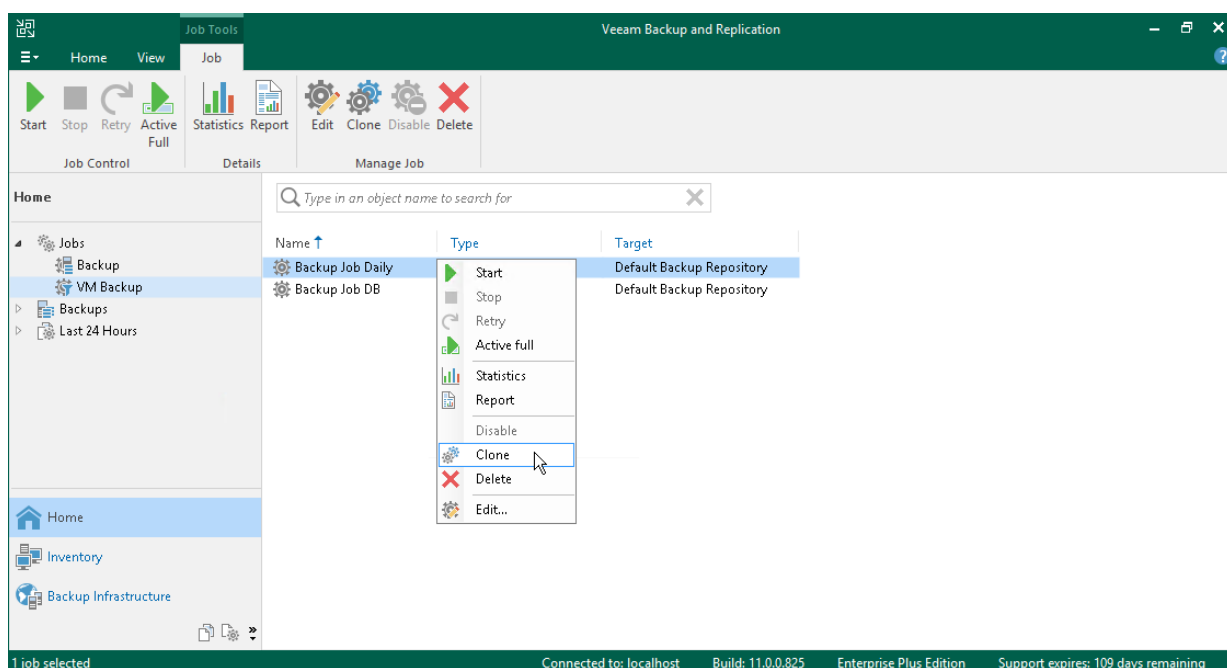 Job Tools
Veeam Backup and Replication
Home View Job
Start Stop Retry Active Full
Statistics Report
Edit Clone Disable Delete
Job Control Details Manage Job
Home
Type in an object name to search for
Jobs
Backup
VM Backup
Backups
Last 24 Hours
Name Type Target
Backup Job Daily Default Backup Repository
Backup Job DB Default Backup Repository
Start
Stop
Retry
Active full
Statistics
Report
Disable
Clone
Delete
Edit...
Home
Inventory
Backup Infrastructure
1 job selected Connected to: localhost Build: 11.0.0.825 Enterprise Plus Edition Support expires: 109 days remaining